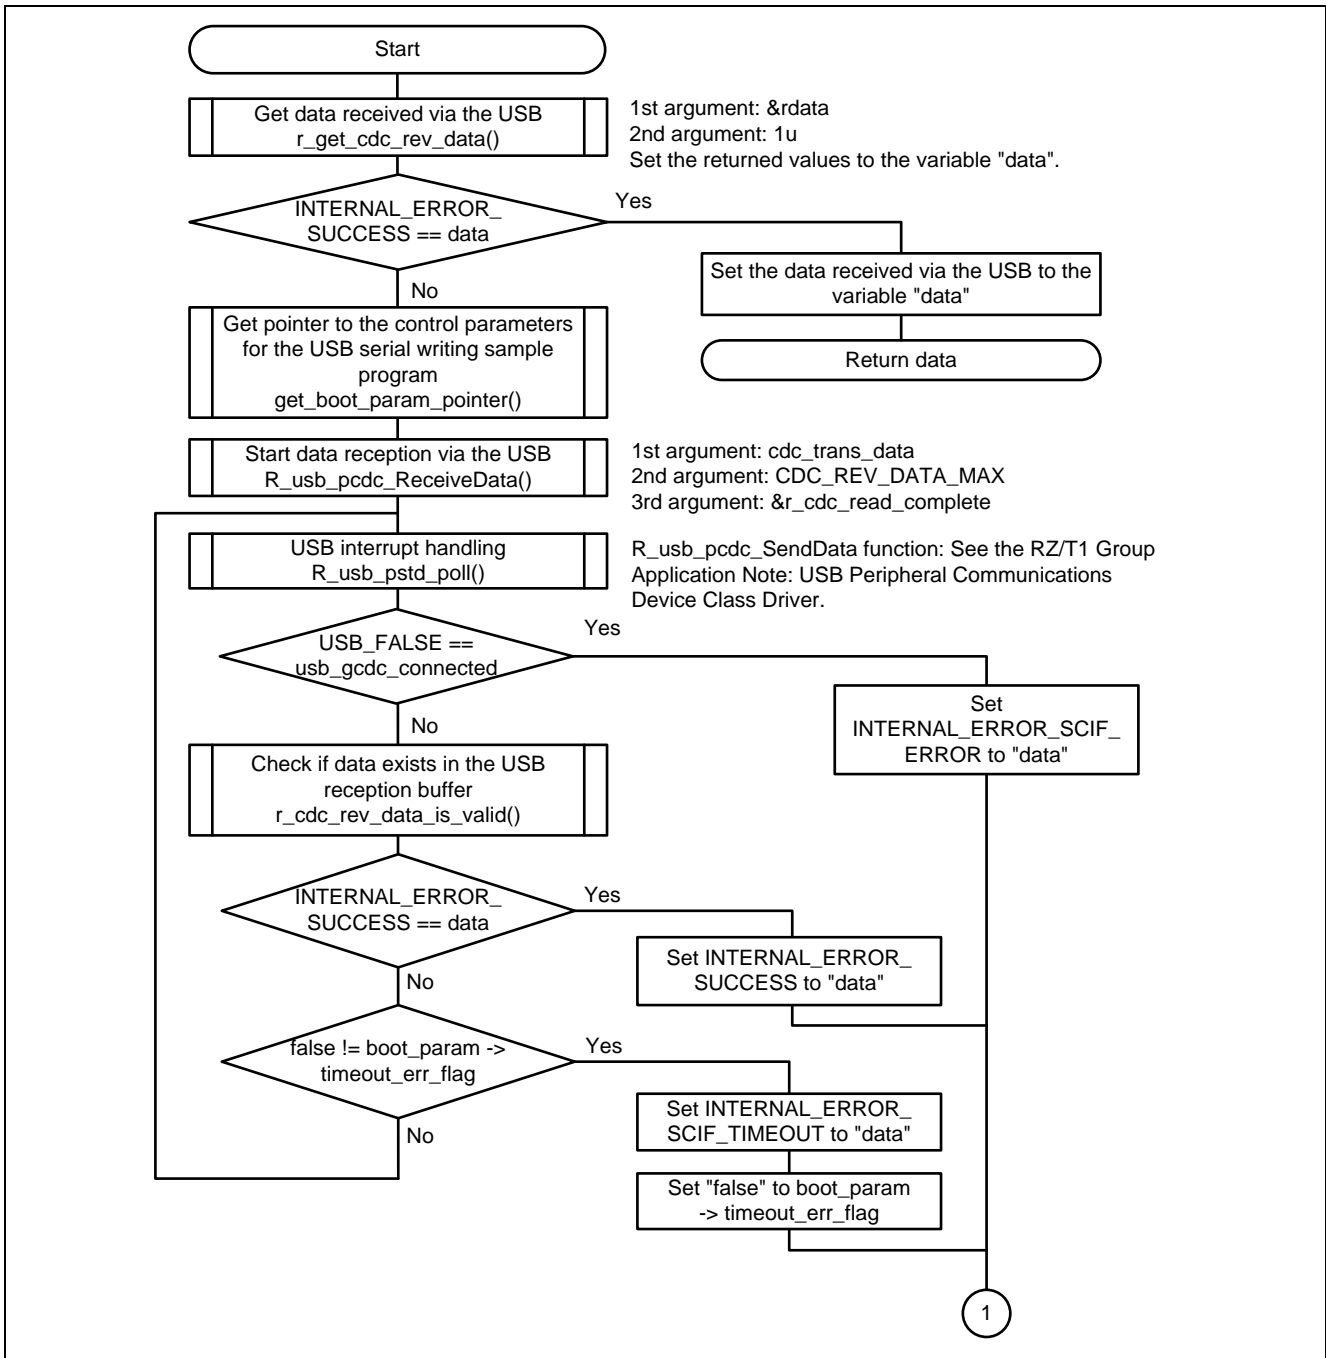 Start
Get data received via the USB
r_get_cdc_rev_data()
1st argument: &rdata
2nd argument: 1u
Set the returned values to the variable "data".
INTERNAL_ERROR_
SUCCESS == data
Yes
Set the data received via the USB to the
variable "data"
Return data
No
Get pointer to the control parameters
for the USB serial writing sample
program
get_boot_param_pointer()
Start data reception via the USB
R_usb_pcdc_ReceiveData()
1st argument: cdc_trans_data
2nd argument: CDC_REV_DATA_MAX
3rd argument: &r_cdc_read_complete
USB interrupt handling
R_usb_pstd_poll()
R_usb_pcdc_SendData function: See the RZ/T1 Group
Application Note: USB Peripheral Communications
Device Class Driver.
USB_FALSE ==
usb_gcdc_connected
Yes
Set
INTERNAL_ERROR_SCIF_
ERROR to "data"
No
Check if data exists in the USB
reception buffer
r_cdc_rev_data_is_valid()
INTERNAL_ERROR_
SUCCESS == data
Yes
Set INTERNAL_ERROR_
SUCCESS to "data"
No
false != boot_param ->
timeout_err_flag
Yes
Set INTERNAL_ERROR_
SCIF_TIMEOUT to "data"
No
Set "false" to boot_param
-> timeout_err_flag
1